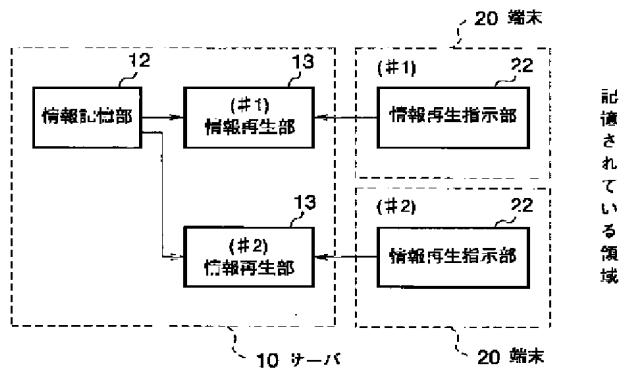 20 端末
12
13
(#1)
22
情報記憶部
(#1)
情報再生部
情報再生指示部
13
(#2)
22
(#2)
情報再生部
情報再生指示部
10 サーバ
20 端末
記憶されている領域